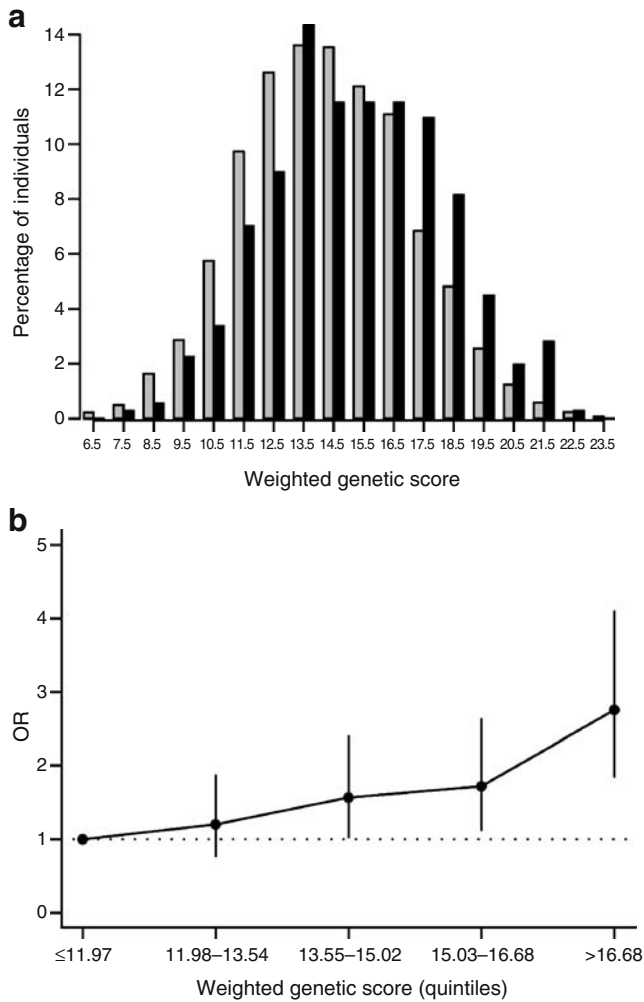 a
Percentage of individuals
14
12
10
8
6
4
2
0
6.5 7.5 8.5 9.5 10.5 11.5 12.5 13.5 14.5 15.5 16.5 17.5 18.5 19.5 20.5 21.5 22.5 23.5
Weighted genetic score
b
OR
5
4
3
2
1
0
≤11.97 11.98–13.54 13.55–15.02 15.03–16.68 >16.68
Weighted genetic score (quintiles)